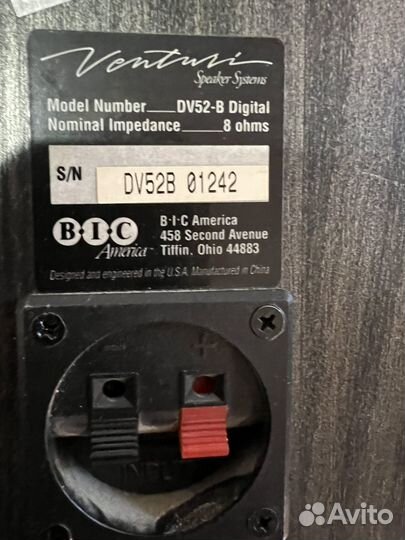 Venturi
Speaker Systems
Model Number DV52-B Digital
Nominal Impedance 8 ohms
S/N DV52B 01242
B·I·C America
B·I·C America
458 Second Avenue
Tiffin, Ohio 44883
Designed and engineered in the U.S.A. Manufactured in China
- +
INPUT
Avito